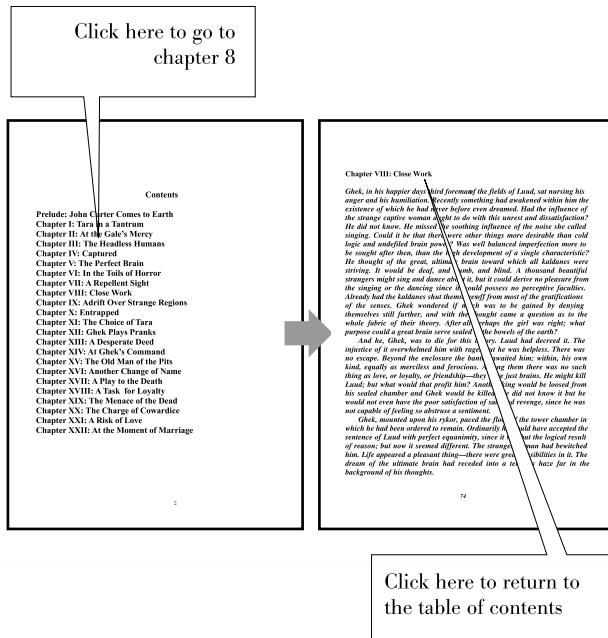 Click here to go to
chapter 8
Contents
Prelude: John Carter Comes to Earth
Chapter I: Tara in a Tantrum
Chapter II: At the Gale's Mercy
Chapter III: The Headless Humans
Chapter IV: Captured
Chapter V: The Perfect Brain
Chapter VI: In the Toils of Horror
Chapter VII: A Repellent Sight
Chapter VIII: Close Work
Chapter IX: Adrift Over Strange Regions
Chapter X: Entrapped
Chapter XI: The Choice of Tara
Chapter XII: Ghek Plays Pranks
Chapter XIII: A Desperate Deed
Chapter XIV: At Ghek's Command
Chapter XV: The Old Man of the Pits
Chapter XVI: Another Change of Name
Chapter XVII: A Play to the Death
Chapter XVIII: A Task for Loyalty
Chapter XIX: The Menace of the Dead
Chapter XX: The Charge of Cowardice
Chapter XXI: A Risk of Love
Chapter XXII: At the Moment of Marriage
2
Chapter VIII: Close Work
Ghek, in his happier days third foreman of the fields of Luud, sat nursing his
anger and his humiliation. Recently something had awakened within him the
existence of which he had never before even dreamed. Had the influence of
the strange captive woman aught to do with this unrest and dissatisfaction?
He did not know. He missed the soothing influence of the noise she called
singing. Could it be that there were other things more desirable than cold
logic and undefiled brain power? Was well balanced imperfection more to
be sought after then, than the high development of a single characteristic?
He thought of the great, ultimate brain toward which all kaldanes were
striving. It would be deaf, and dumb, and blind. A thousand beautiful
strangers might sing and dance about it, but it could derive no pleasure from
the singing or the dancing since it would possess no perceptive faculties.
Already had the kaldanes shut themselves off from most of the gratifications
of the senses. Ghek wondered if much was to be gained by denying
themselves still further, and with the thought came a question as to the
whole fabric of their theory. After all perhaps the girl was right; what
purpose could a great brain serve sealed in the bowels of the earth?
And he, Ghek, was to die for this theory. Luud had decreed it. The
injustice of it overwhelmed him with rage. But he was helpless. There was
no escape. Beyond the enclosure the banths awaited him; within, his own
kind, equally as merciless and ferocious. Among them there was no such
thing as love, or loyalty, or friendship—they were just brains. He might kill
Luud; but what would that profit him? Another king would be loosed from
his sealed chamber and Ghek would be killed. He did not know it but he
would not even have the poor satisfaction of satisfied revenge, since he was
not capable of feeling so abstruse a sentiment.
Ghek, mounted upon his rykor, paced the floor of the tower chamber in
which he had been ordered to remain. Ordinarily he would have accepted the
sentence of Luud with perfect equanimity, since it was but the logical result
of reason; but now it seemed different. The strange woman had bewitched
him. Life appeared a pleasant thing—there were great possibilities in it. The
dream of the ultimate brain had receded into a tenuous haze far in the
background of his thoughts.
74
Click here to return to
the table of contents